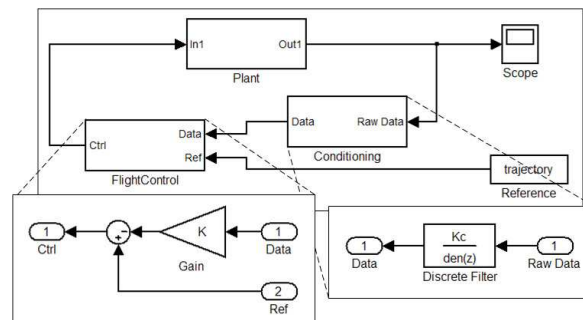 In1
Out1
Plant
Scope
Ctrl
Data
Ref
FlightControl
Data
Raw Data
Conditioning
trajectory
Reference
1
Ctrl
K
Gain
1
Data
2
Ref
1
Data
Kc
den(z)
Discrete Filter
1
Raw Data